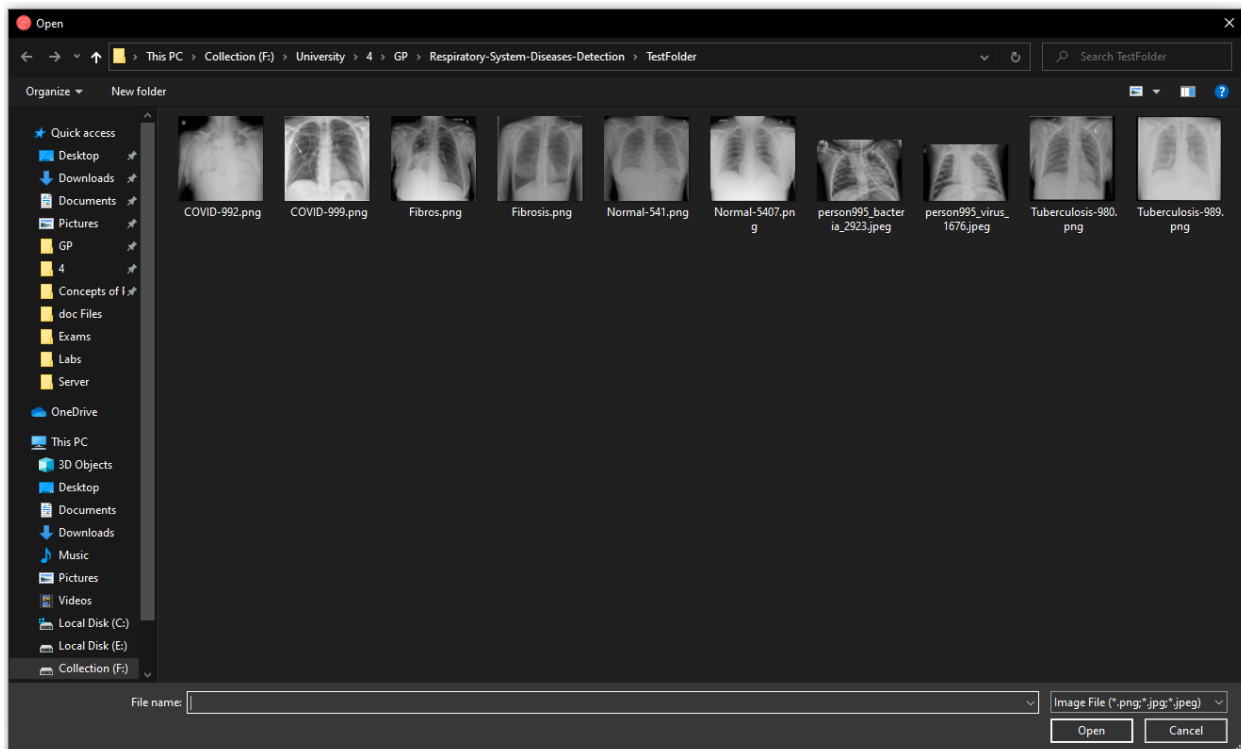 Open
This PC > Collection (F:) > University > 4 > GP > Respiratory-System-Diseases-Detection > TestFolder
Search TestFolder
Organize
New folder
Quick access
Desktop
Downloads
Documents
Pictures
GP
4
Concepts of
doc Files
Exams
Labs
Server
OneDrive
This PC
3D Objects
Desktop
Documents
Downloads
Music
Pictures
Videos
Local Disk (C:)
Local Disk (E:)
Collection (F:)
COVID-992.png
COVID-999.png
Fibros.png
Fibrosis.png
Normal-541.png
Normal-5407.pn
g
person995_bacter
ia_2923.jpeg
person995_virus_
1676.jpeg
Tuberculosis-980.
png
Tuberculosis-989.
png
File name:
Image File (*.png;*.jpg;*.jpeg)
Open
Cancel